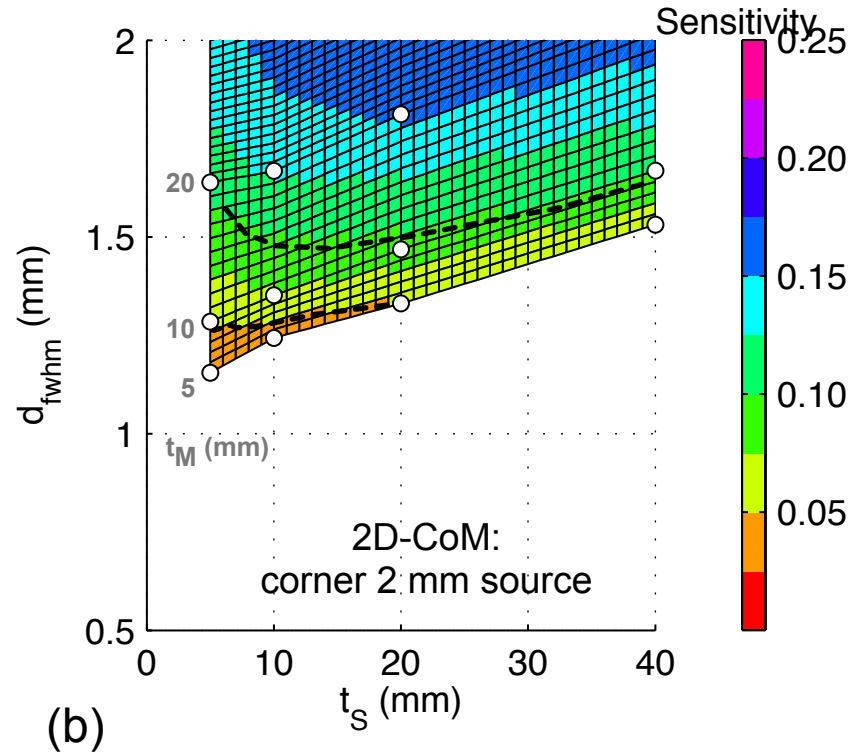 Sensitivity
2
1.5
1
0.5
d_fwhm (mm)
20
10
5
t_M (mm)
2D-CoM:
corner 2 mm source
0 10 20 30 40
t_S (mm)
0.25
0.20
0.15
0.10
0.05
(b)